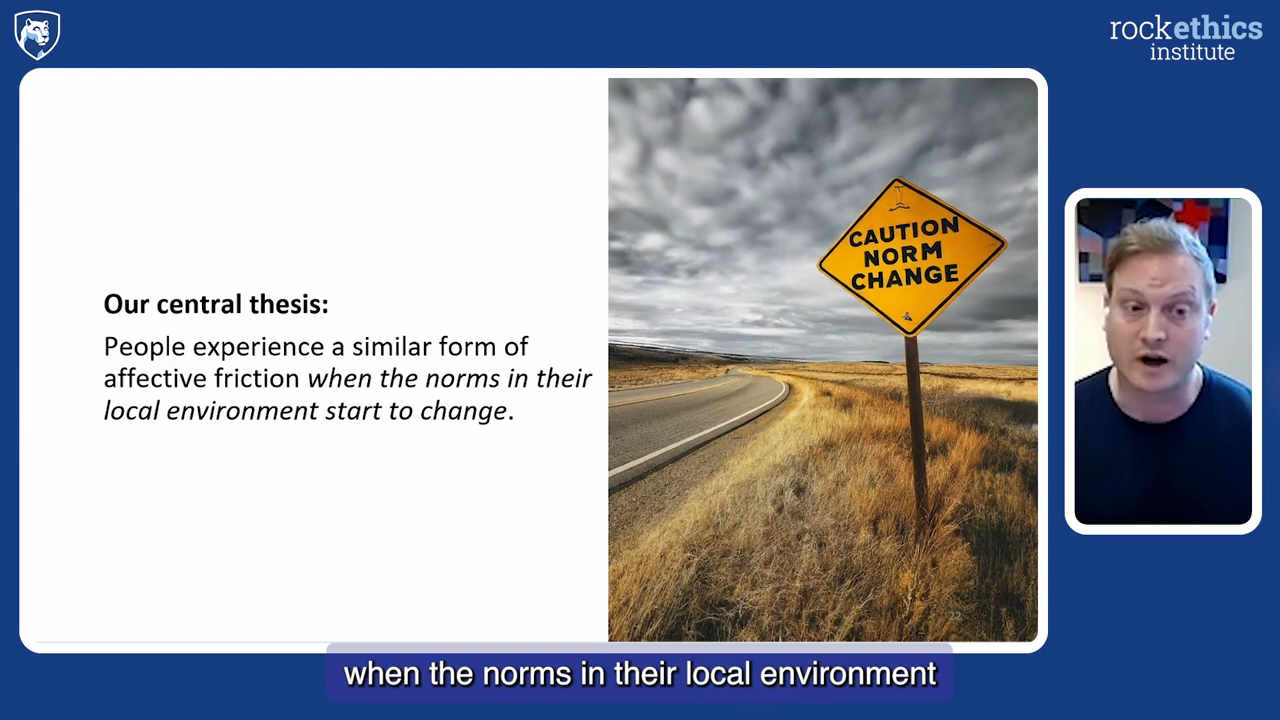 rockethics
institute
Our central thesis:
People experience a similar form of
affective friction when the norms in their
local environment start to change.
CAUTION
NORM
CHANGE
22
when the norms in their local environment